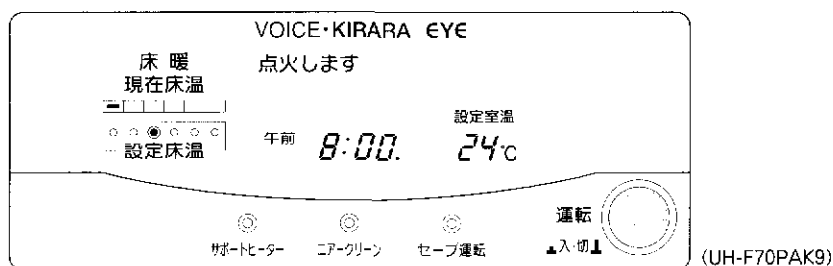 VOICE・KIRARA EYE
床 暖
現在床温
点火します
設定床温
午前 8:00.
設定室温
24℃
サポートヒーター
エアークリーン
セーブ運転
運転
入・切
(UH-F70PAK9)